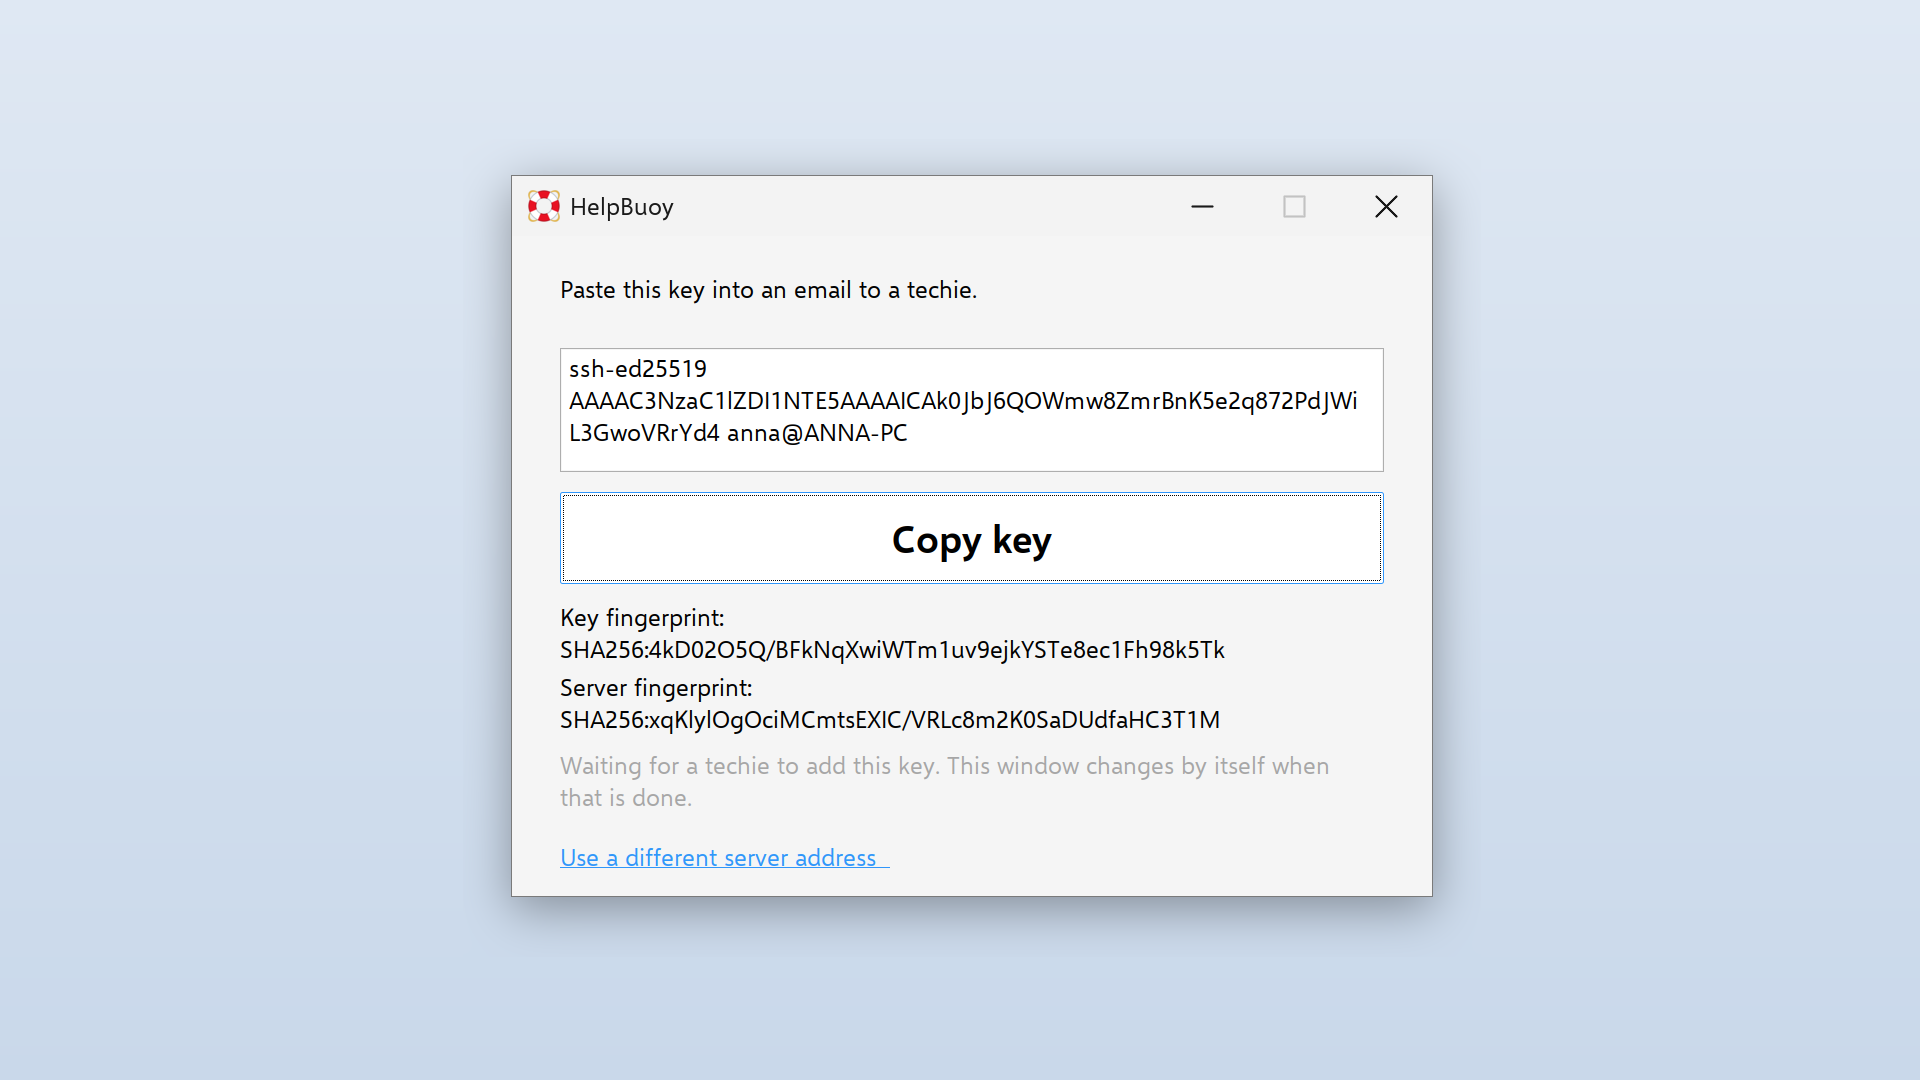 HelpBuoy
Paste this key into an email to a techie.
ssh-ed25519
AAAAC3NzaC1lZDI1NTE5AAAAICAk0JbJ6QOWmw8ZmrBnK5e2q872PdJWi
L3GwoVRrYd4 anna@ANNA-PC
Copy key
Key fingerprint:
SHA256:4kD02O5Q/BFkNqXwiWTm1uv9ejkYSTe8ec1Fh98k5Tk
Server fingerprint:
SHA256:xqKlylOgOciMCmtsEXIC/VRLc8m2K0SaDUdfaHC3T1M
Waiting for a techie to add this key. This window changes by itself when
that is done.
Use a different server address